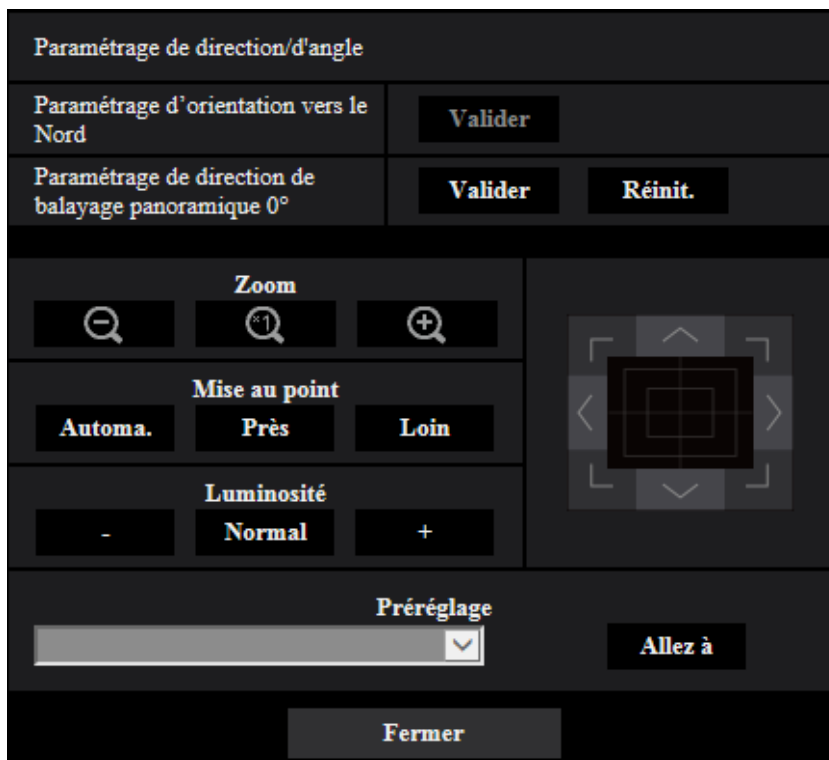 Paramétrage de direction/d'angle
Paramétrage d’orientation vers le
Nord
Valider
Paramétrage de direction de
balayage panoramique 0°
Valider Réinit.
Zoom
×1
Mise au point
Automa. Près Loin
Luminosité
- Normal +
Préréglage
Allez à
Fermer